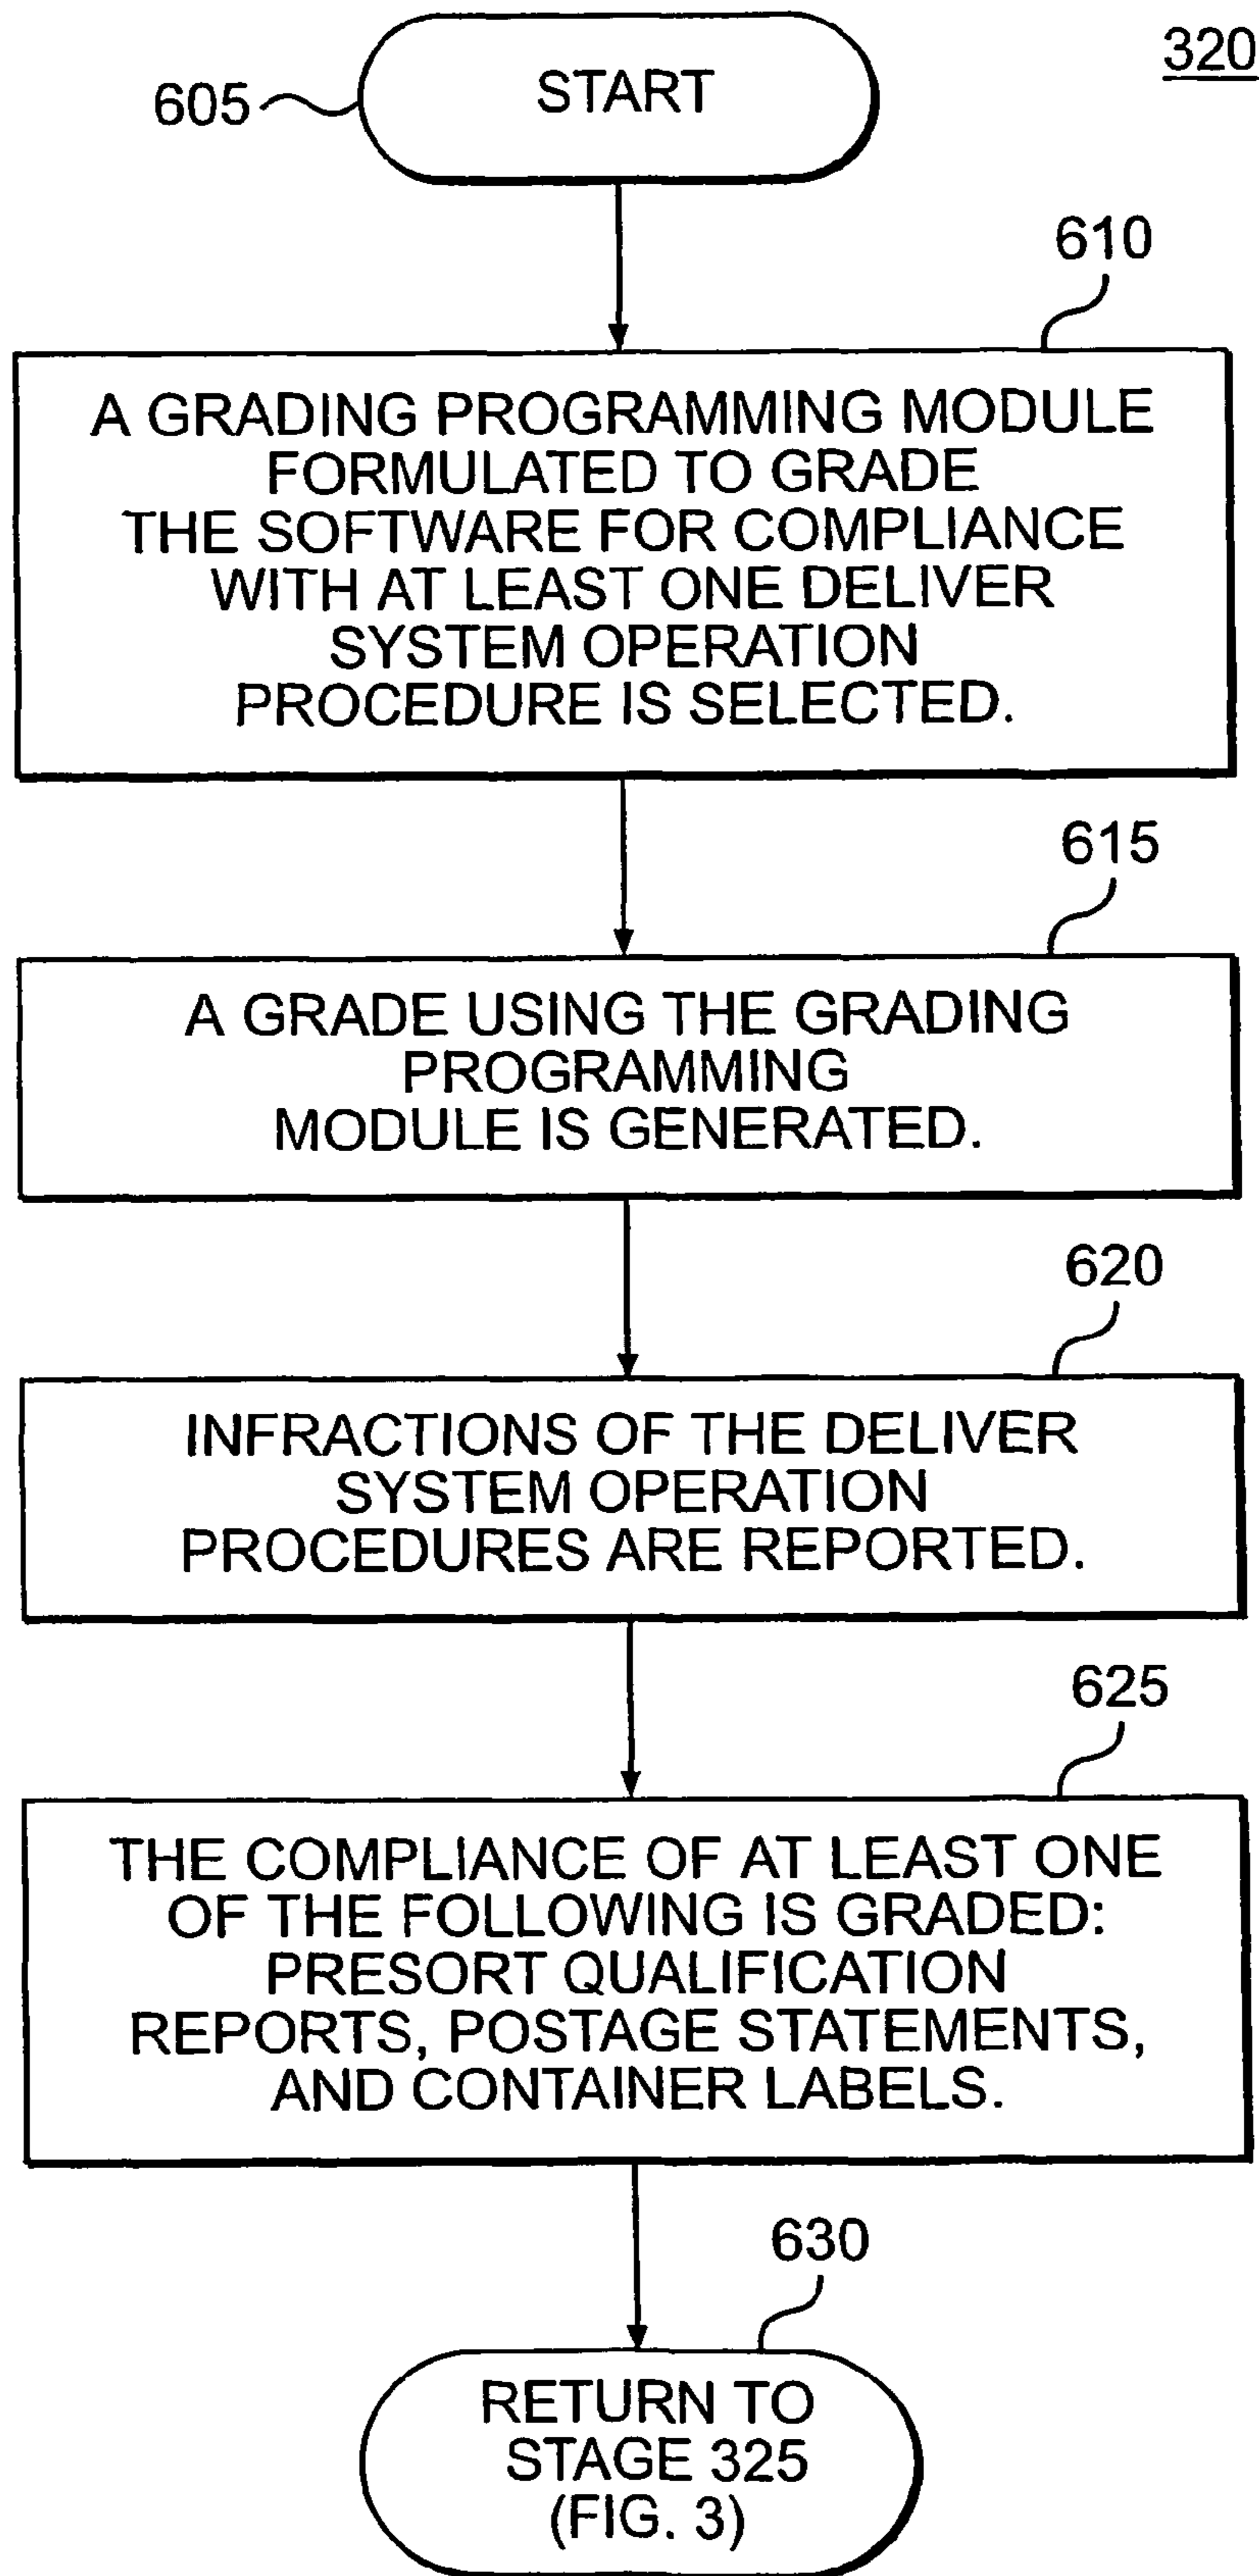 320
START
605
610
A GRADING PROGRAMMING MODULE
FORMULATED TO GRADE
THE SOFTWARE FOR COMPLIANCE
WITH AT LEAST ONE DELIVER
SYSTEM OPERATION
PROCEDURE IS SELECTED.
615
A GRADE USING THE GRADING
PROGRAMMING
MODULE IS GENERATED.
620
INFRACTIONS OF THE DELIVER
SYSTEM OPERATION
PROCEDURES ARE REPORTED.
625
THE COMPLIANCE OF AT LEAST ONE
OF THE FOLLOWING IS GRADED:
PRESORT QUALIFICATION
REPORTS, POSTAGE STATEMENTS,
AND CONTAINER LABELS.
630
RETURN TO
STAGE 325
(FIG. 3)